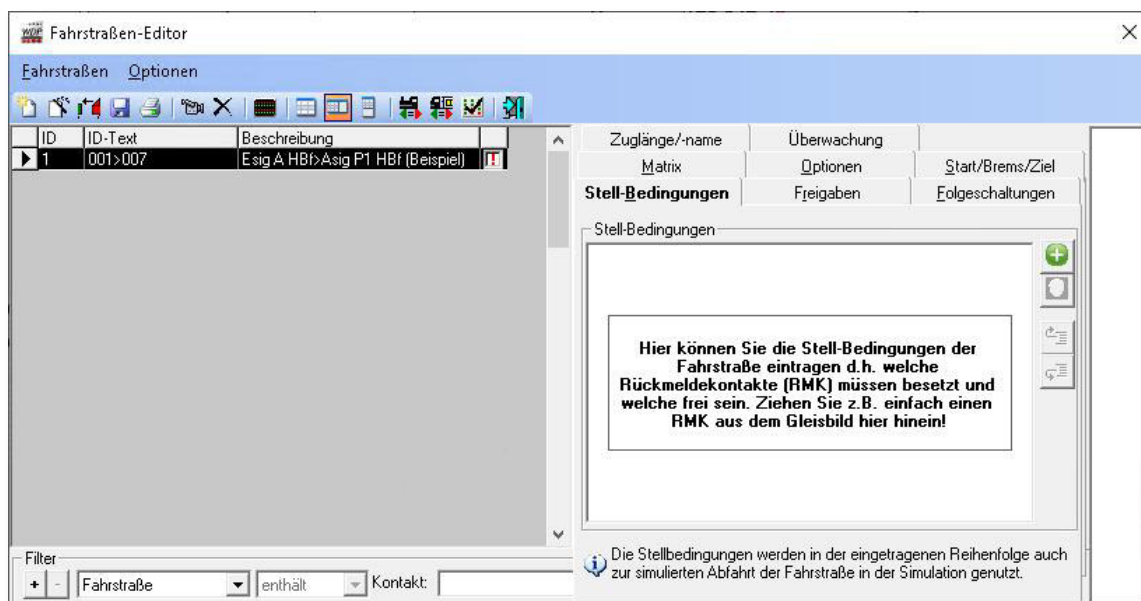 WDP Fahrstraßen-Editor
Fahrstraßen Optionen
ID ID-Text Beschreibung
1 001>007 Esig A HBf>Asig P1 HBf (Beispiel)
Zuglänge/-name Überwachung
Matrix Optionen Start/Brems/Ziel
Stell-Bedingungen Freigaben Folgeschaltungen
Stell-Bedingungen
Hier können Sie die Stell-Bedingungen der
Fahrstraße eintragen d.h. welche
Rückmeldekontakte (RMK) müssen besetzt und
welche frei sein. Ziehen Sie z.B. einfach einen
RMK aus dem Gleisbild hier hinein!
Die Stellbedingungen werden in der eingetragenen Reihenfolge auch
zur simulierten Abfahrt der Fahrstraße in der Simulation genutzt.
Filter
+ - Fahrstraße enthält Kontakt: